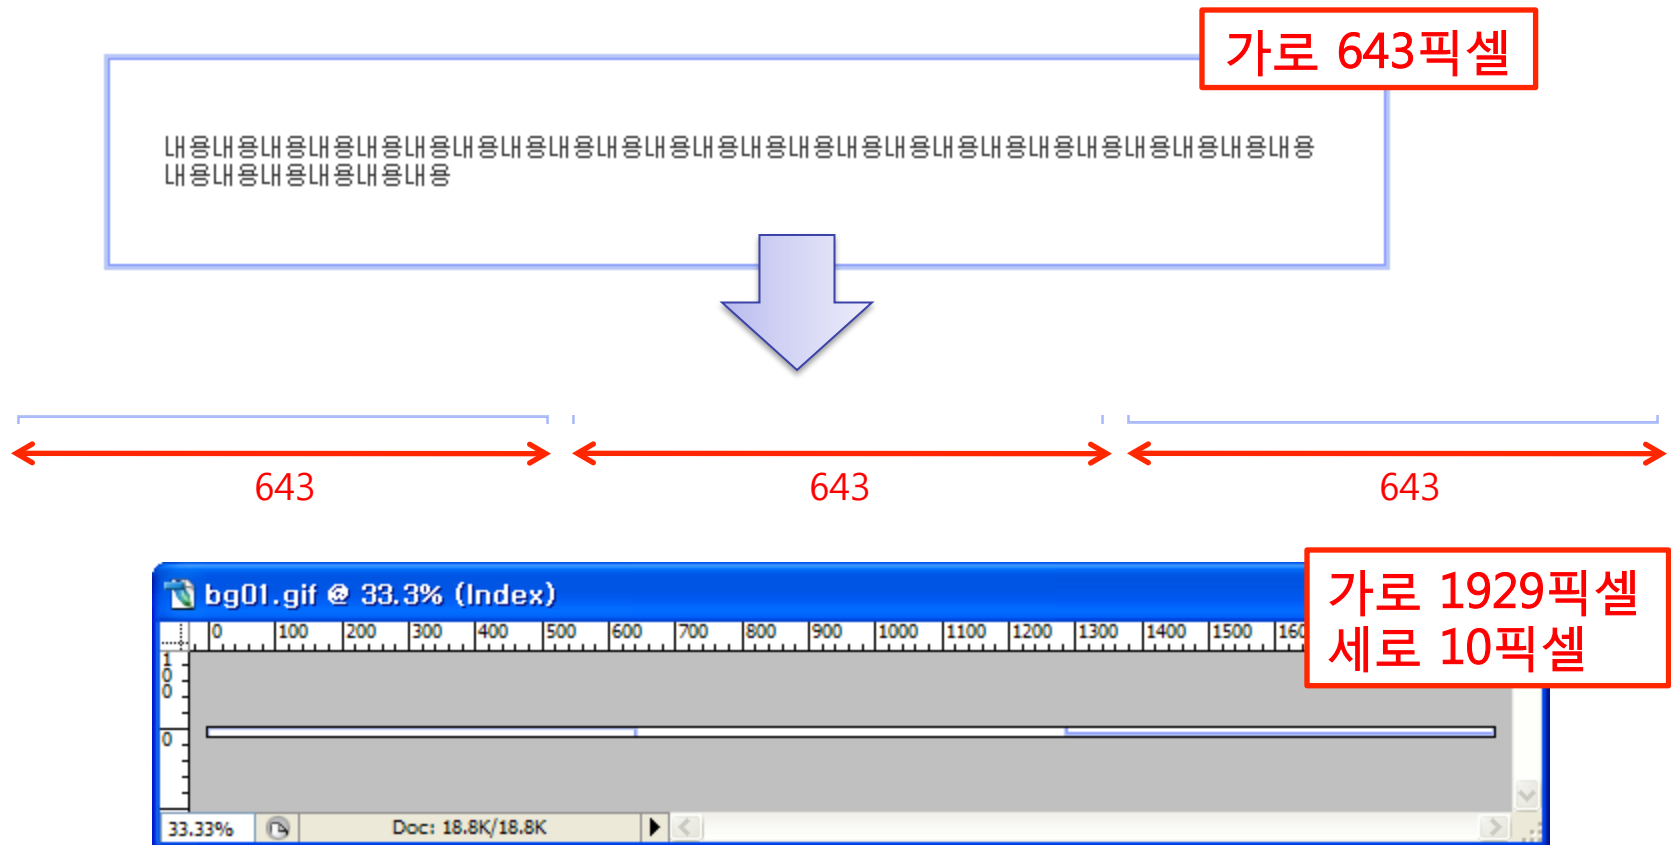 가로 643픽셀
내용내용내용내용내용내용내용내용내용내용내용내용내용내용내용내용내용내용내용내용내용내용내용내용
내용내용내용내용내용내용
643 643 643
bg01.gif @ 33.3% (Index)
가로 1929픽셀
세로 10픽셀
0 100 200 300 400 500 600 700 800 900 1000 1100 1200 1300 1400 1500
1
0
0
0
33.33% Doc: 18.8K/18.8K